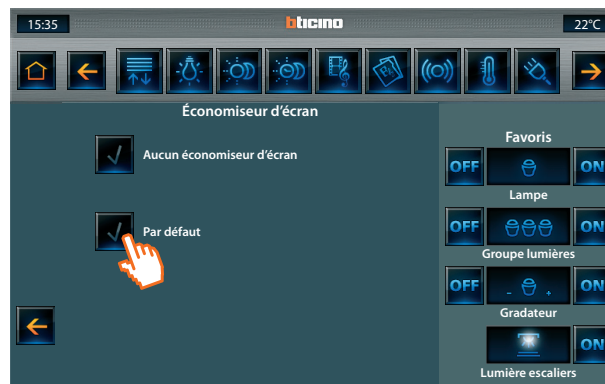 15:35
bticino
22°C
Économiseur d'écran
Aucun économiseur d'écran
Par défaut
Favoris
OFF
ON
Lampe
OFF
ON
Groupe lumières
OFF
- +
ON
Gradateur
ON
Lumière escaliers